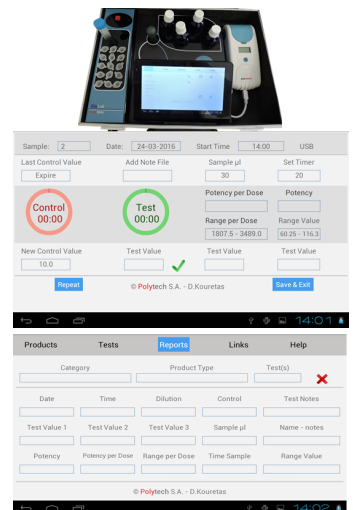 Sample: 2 Date: 24-03-2016 Start Time 14:00 USB
Last Control Value Add Note File Sample µl Set Timer
Expire 30 20
Control 00:00 Test 00:00 Potency per Dose Potency
Range per Dose Range Value
1807.5 - 3489.0 60.25 - 116.3
New Control Value Test Value Test Value Test Value
10.0
Repeat © Polytech S.A. - D.Kouretas Save & Exit
14:01
Products Tests Reports Links Help
Category Product Type Test(s)
Date Time Dilution Control Test Notes
Test Value 1 Test Value 2 Test Value 3 Sample µl Name - notes
Potency Potency per Dose Range per Dose Time Sample Range Value
© Polytech S.A. - D.Kouretas
14:02